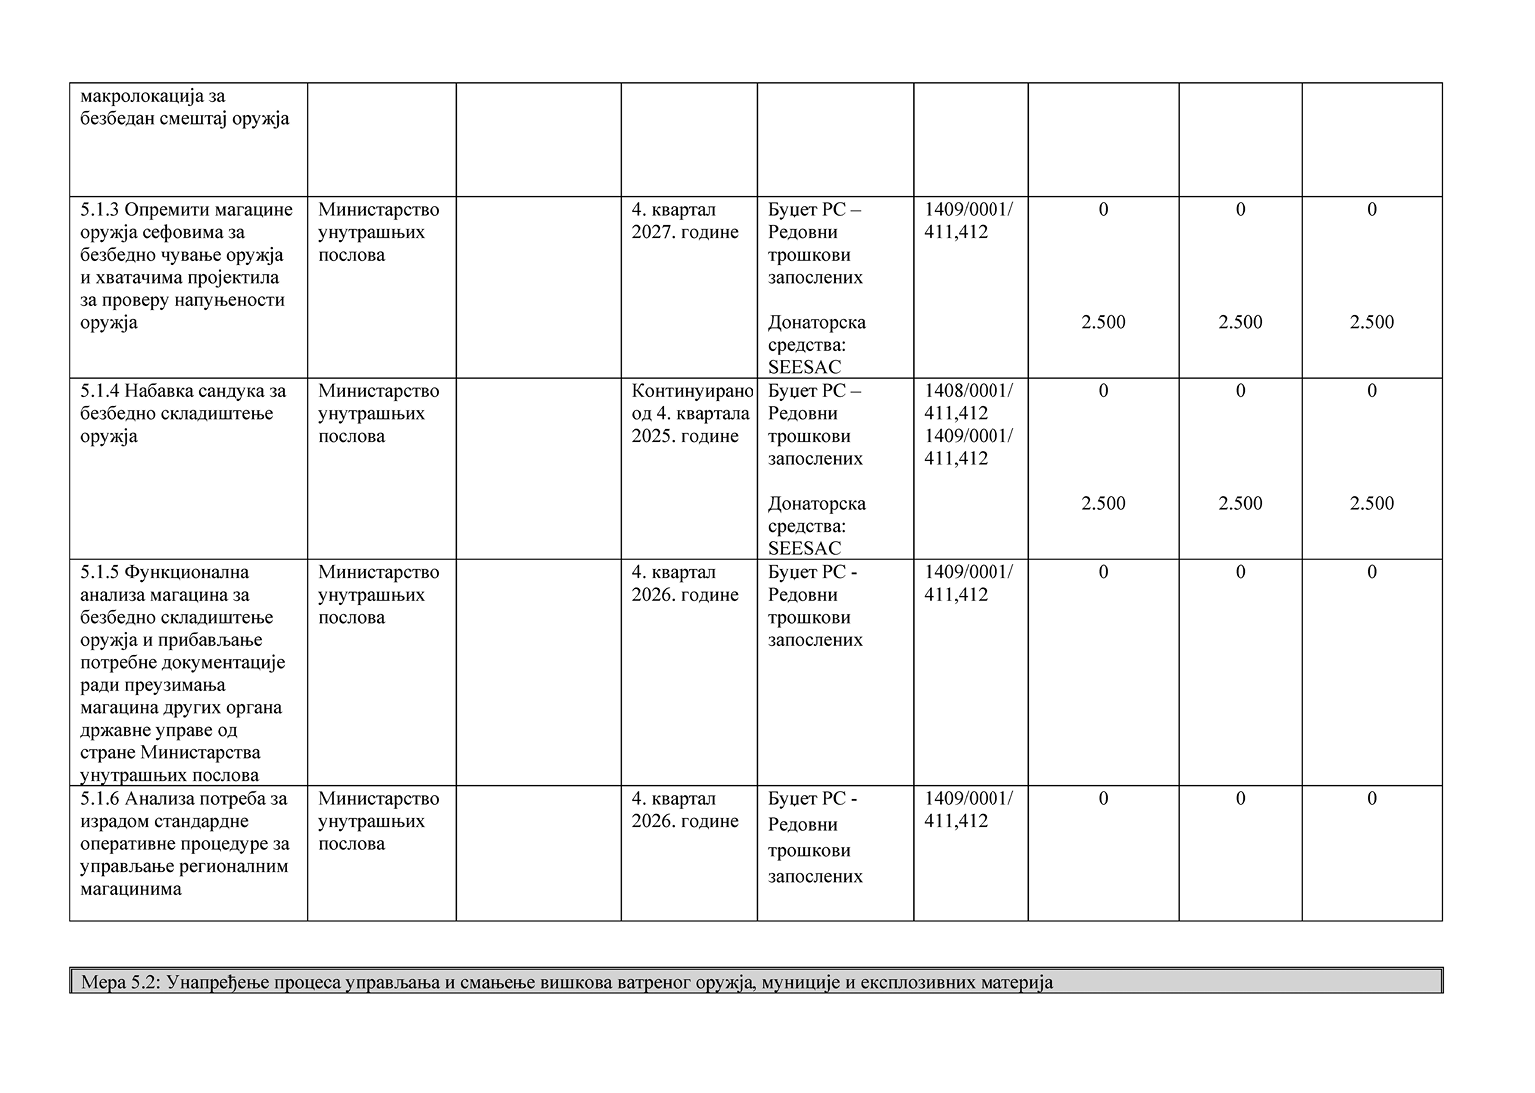 макролокација за
безбедан смештај оружја
5.1.3 Опремити магацине
оружја сефовима за
безбедно чување оружја
и хватачима пројектила
за проверу напуњености
оружја
Министарство
унутрашњих
послова
4. квартал
2027. године
Буџет РС –
Редовни
трошкови
запослених
Донаторска
средства:
SEESAC
1409/0001/
411,412
0
2.500
0
2.500
0
2.500
5.1.4 Набавка сандука за
безбедно складиштење
оружја
Министарство
унутрашњих
послова
Континуирано
од 4. квартала
2025. године
Буџет РС –
Редовни
трошкови
запослених
Донаторска
средства:
SEESAC
1408/0001/
411,412
1409/0001/
411,412
0
2.500
0
2.500
0
2.500
5.1.5 Функционална
анализа магацина за
безбедно складиштење
оружја и прибављање
потребне документације
ради преузимања
магацина других органа
државне управе од
стране Министарства
унутрашњих послова
Министарство
унутрашњих
послова
4. квартал
2026. године
Буџет РС -
Редовни
трошкови
запослених
1409/0001/
411,412
0
0
0
5.1.6 Анализа потреба за
израдом стандардне
оперативне процедуре за
управљање регионалним
магацинима
Министарство
унутрашњих
послова
4. квартал
2026. године
Буџет РС -
Редовни
трошкови
запослених
1409/0001/
411,412
0
0
0
Мера 5.2: Унапређење процеса управљања и смањење вишкова ватреног оружја, муниције и експлозивних материја